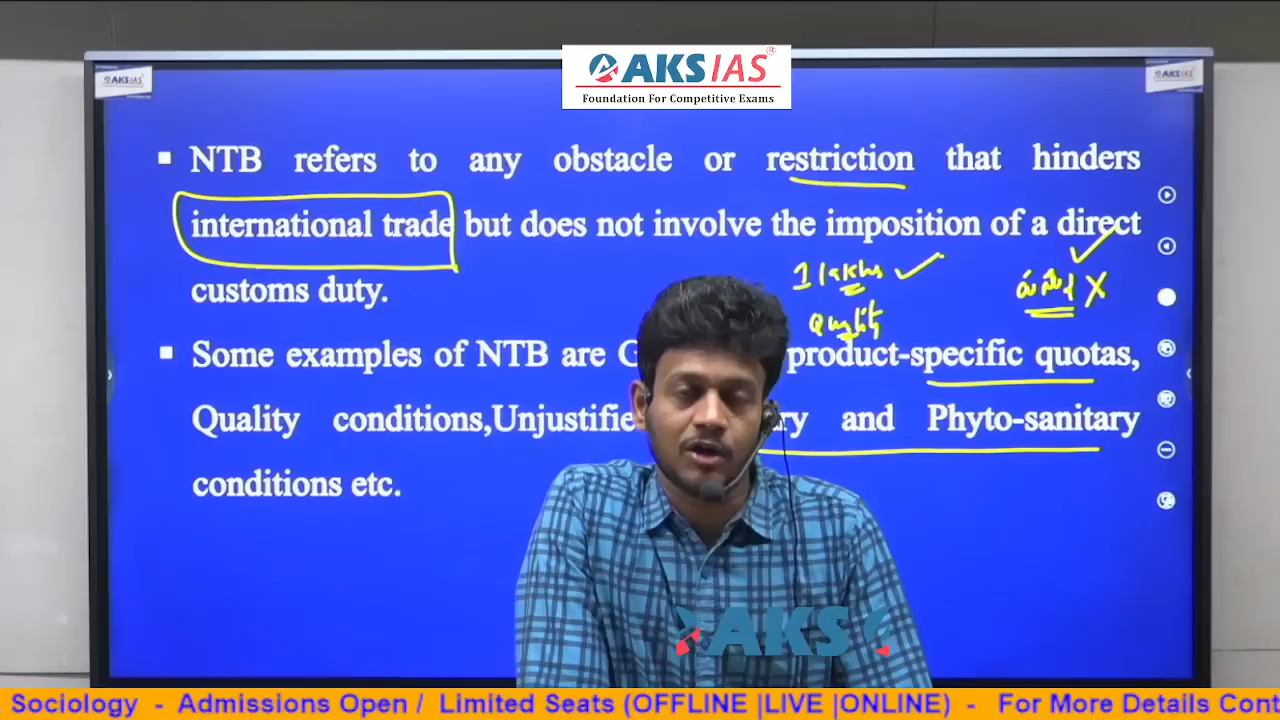 AKS IAS®
Foundation For Competitive Exams
AKS IAS
AKS IAS
▪ NTB refers to any obstacle or restriction that hinders
international trade but does not involve the imposition of a direct
customs duty.
1 lakhs
Quality
▪ Some examples of NTB are G product-specific quotas,
Quality conditions,Unjustifie ry and Phyto-sanitary
conditions etc.
AKS
Sociology - Admissions Open / Limited Seats (OFFLINE |LIVE |ONLINE) - For More Details Cont